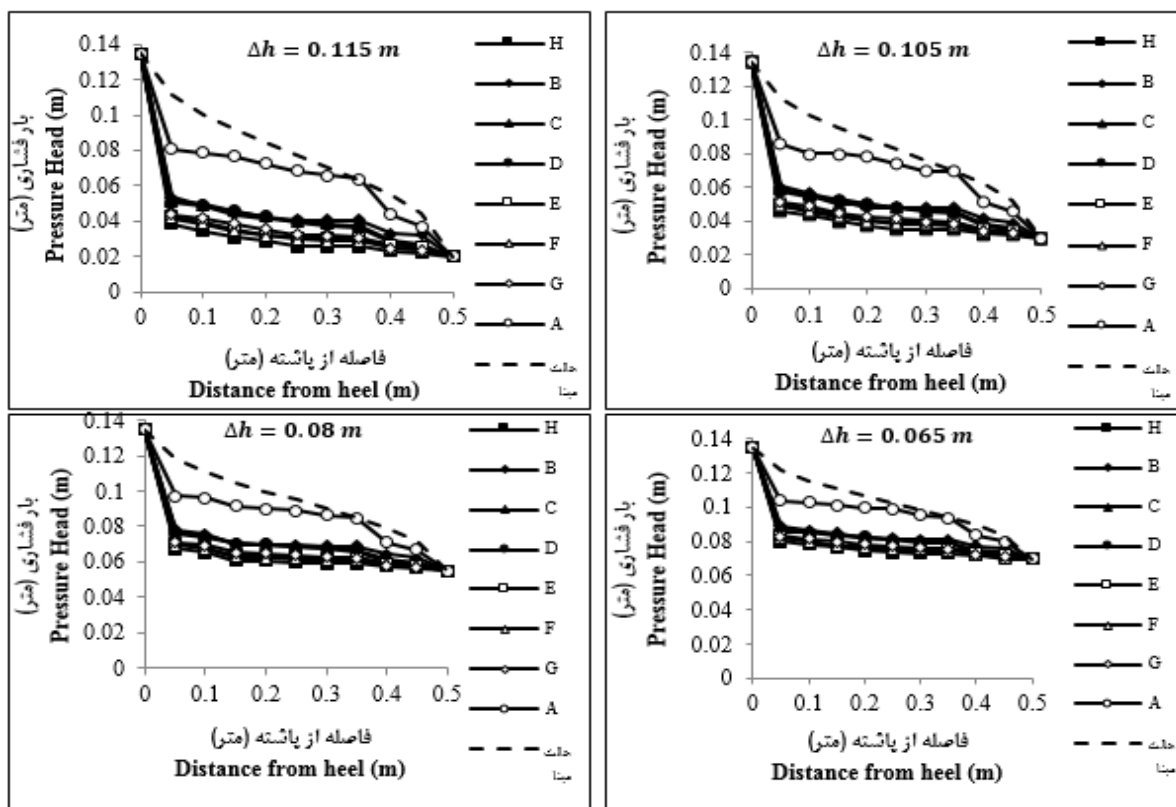 Δh = 0.115 m
0.14
0.12
0.1
0.08
0.06
0.04
0.02
0
بار فشاری (متر)
Pressure Head (m)
0 0.1 0.2 0.3 0.4 0.5
فاصله از پاشته (متر)
Distance from heel (m)
H
B
C
D
E
F
G
A
حالت
مبنا
Δh = 0.105 m
0.14
0.12
0.1
0.08
0.06
0.04
0.02
0
بار فشاری (متر)
Pressure Head (m)
0 0.1 0.2 0.3 0.4 0.5
فاصله از پاشته (متر)
Distance from heel (m)
H
B
C
D
E
F
G
A
حالت
مبنا
Δh = 0.08 m
0.14
0.12
0.1
0.08
0.06
0.04
0.02
0
بار فشاری (متر)
Pressure Head (m)
0 0.1 0.2 0.3 0.4 0.5
فاصله از پاشته (متر)
Distance from heel (m)
H
B
C
D
E
F
G
A
حالت
مبنا
Δh = 0.065 m
0.14
0.12
0.1
0.08
0.06
0.04
0.02
0
بار فشاری (متر)
Pressure Head (m)
0 0.1 0.2 0.3 0.4 0.5
فاصله از پاشته (متر)
Distance from heel (m)
H
B
C
D
E
F
G
A
حالت
مبنا